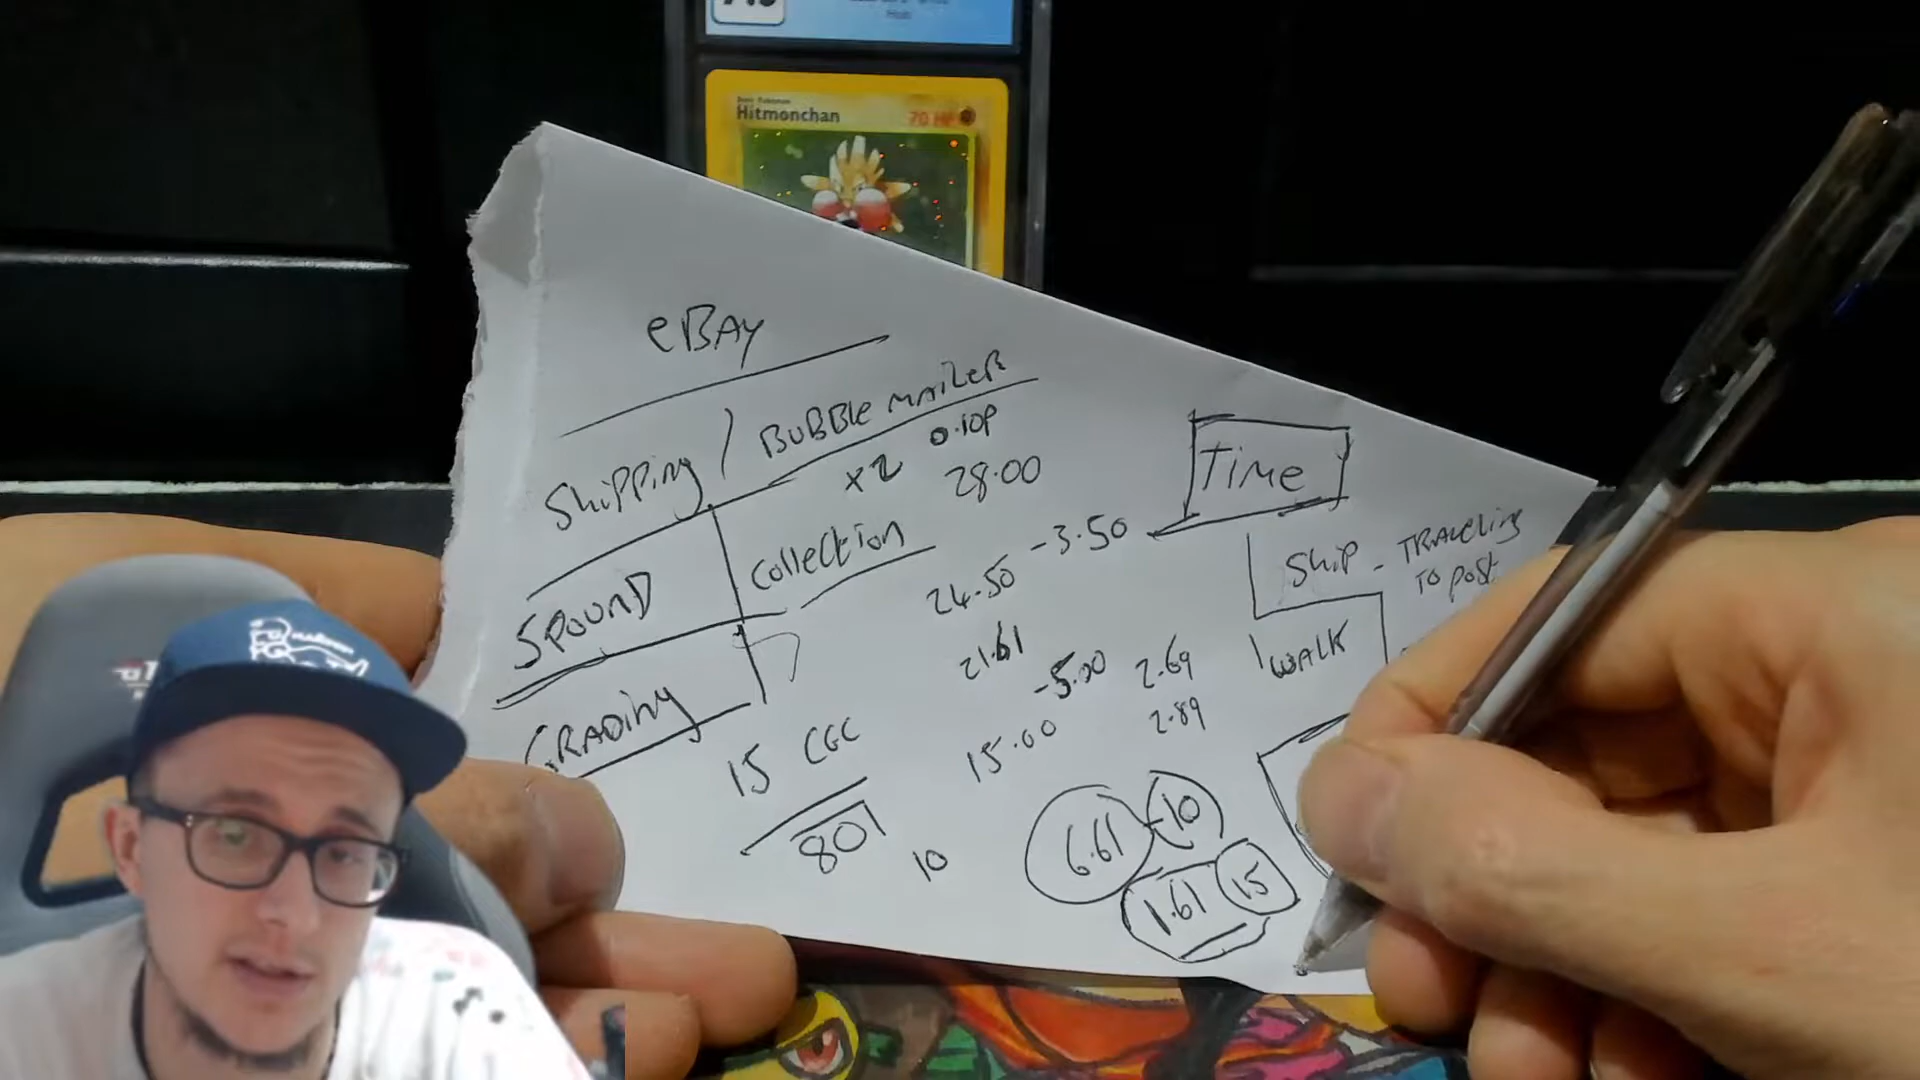 Hitmonchan 70 HP
eBAY
Shipping / BUBBLE mailer
x2 0.10p
28.00
5 POUND
collection
-3.50
24.50
21.61
-5.00 2.69
2.89
15.00
GRADING
15 CGC
80
10
6.61 -10
1.61 15
Time
Ship - TRAVELING
TO post
WALK